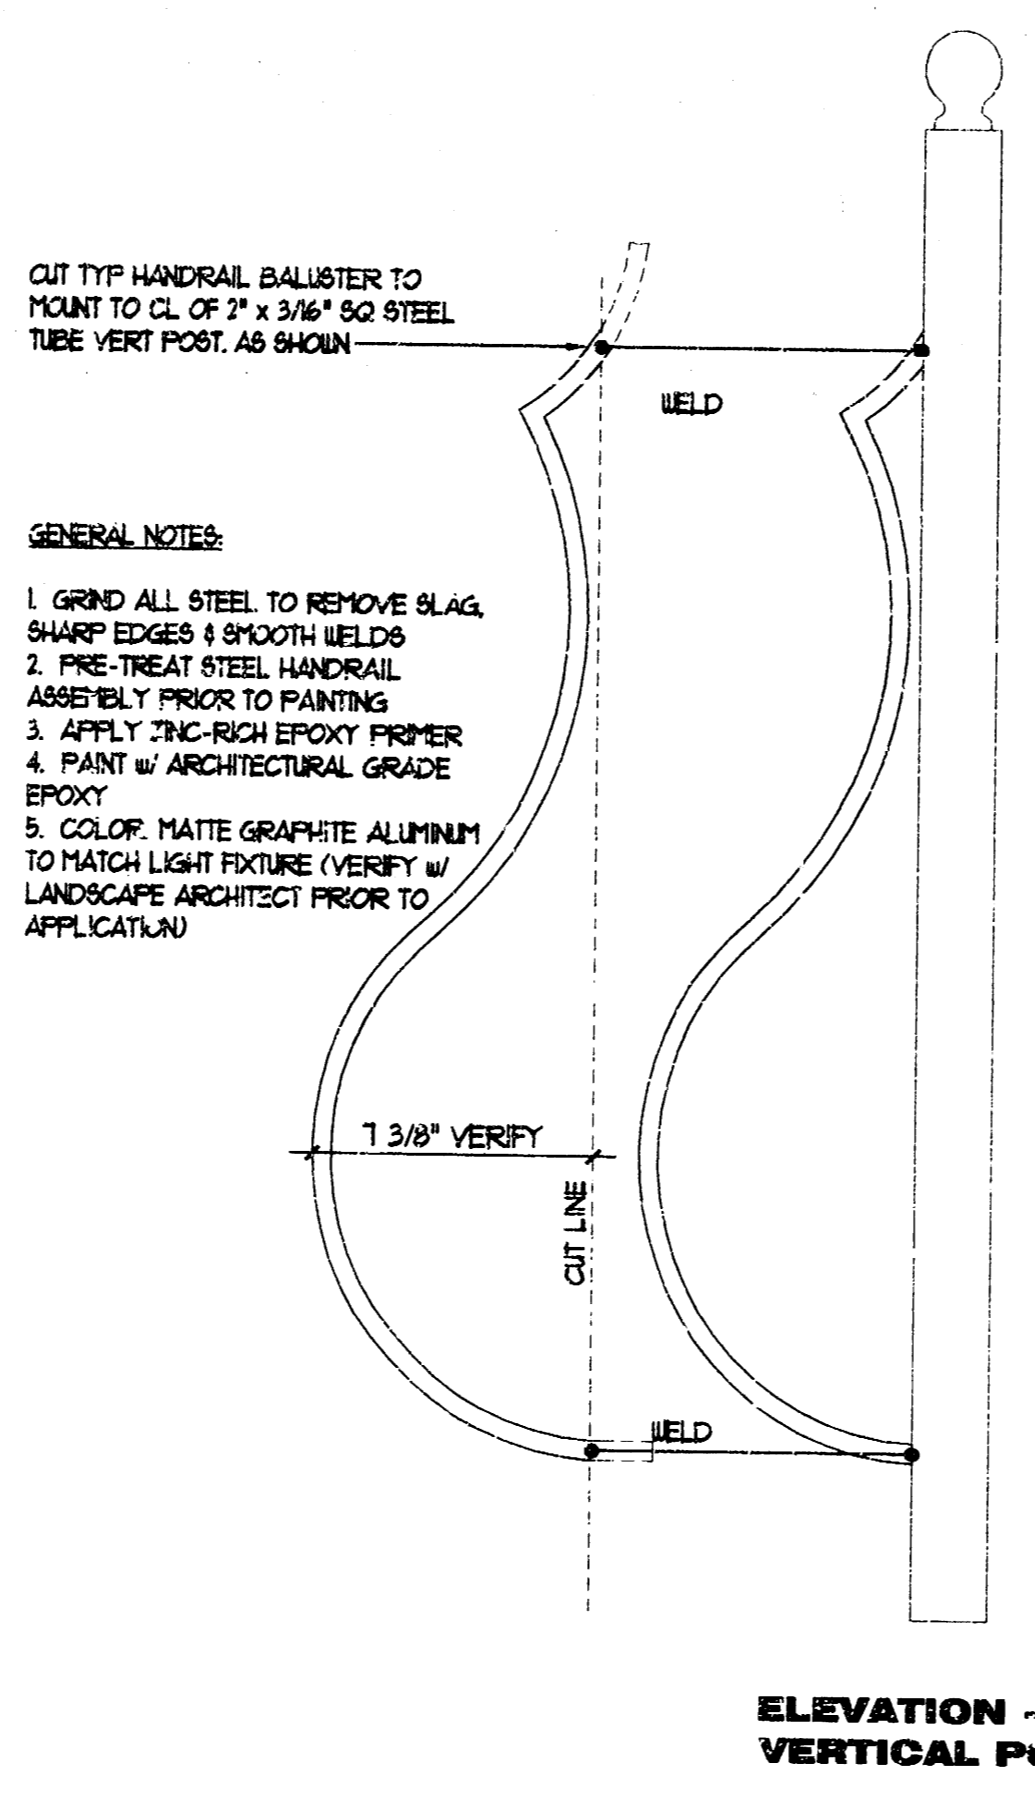 CUT TYP HANDRAIL BALUSTER TO
MOUNT TO CL OF 2" x 3/16" SQ STEEL
TUBE VERT POST. AS SHOWN
WELD
GENERAL NOTES:
1. GRIND ALL STEEL TO REMOVE SLAG,
SHARP EDGES & SMOOTH WELDS
2. PRE-TREAT STEEL HANDRAIL
ASSEMBLY PRIOR TO PAINTING
3. APPLY ZINC-RICH EPOXY PRIMER
4. PAINT w/ ARCHITECTURAL GRADE
EPOXY
5. COLOR: MATTE GRAPHITE ALUMINUM
TO MATCH LIGHT FIXTURE (VERIFY w/
LANDSCAPE ARCHITECT PRIOR TO
APPLICATION)
7 3/8" VERIFY
CUT LINE
WELD
ELEVATION -
VERTICAL